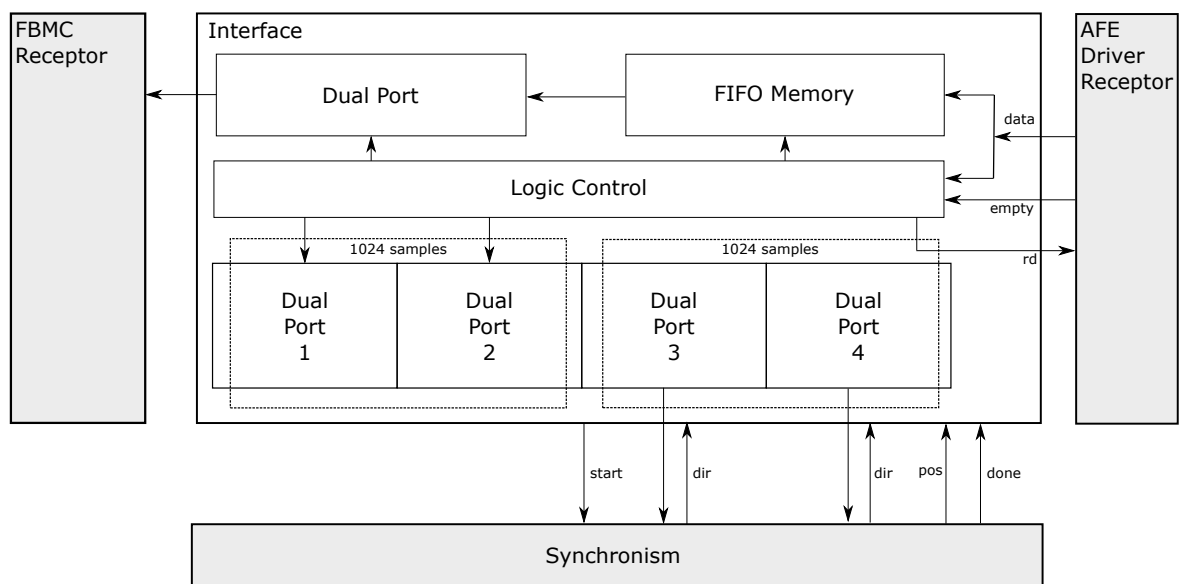 FBMC
Receptor
Interface
AFE
Driver
Receptor
Dual Port
FIFO Memory
data
Logic Control
empty
1024 samples
1024 samples
rd
Dual
Port
1
Dual
Port
2
Dual
Port
3
Dual
Port
4
start
dir
dir
pos
done
Synchronism